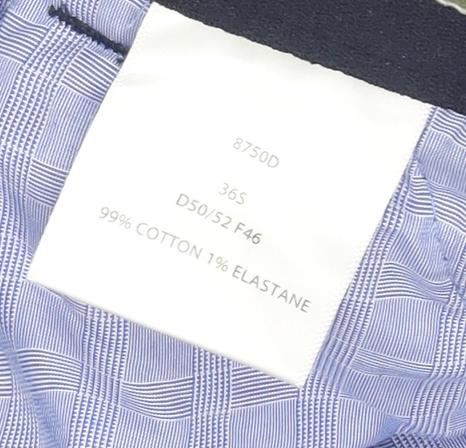 8750D
36S
D50/52 F46
99% COTTON 1% ELASTANE